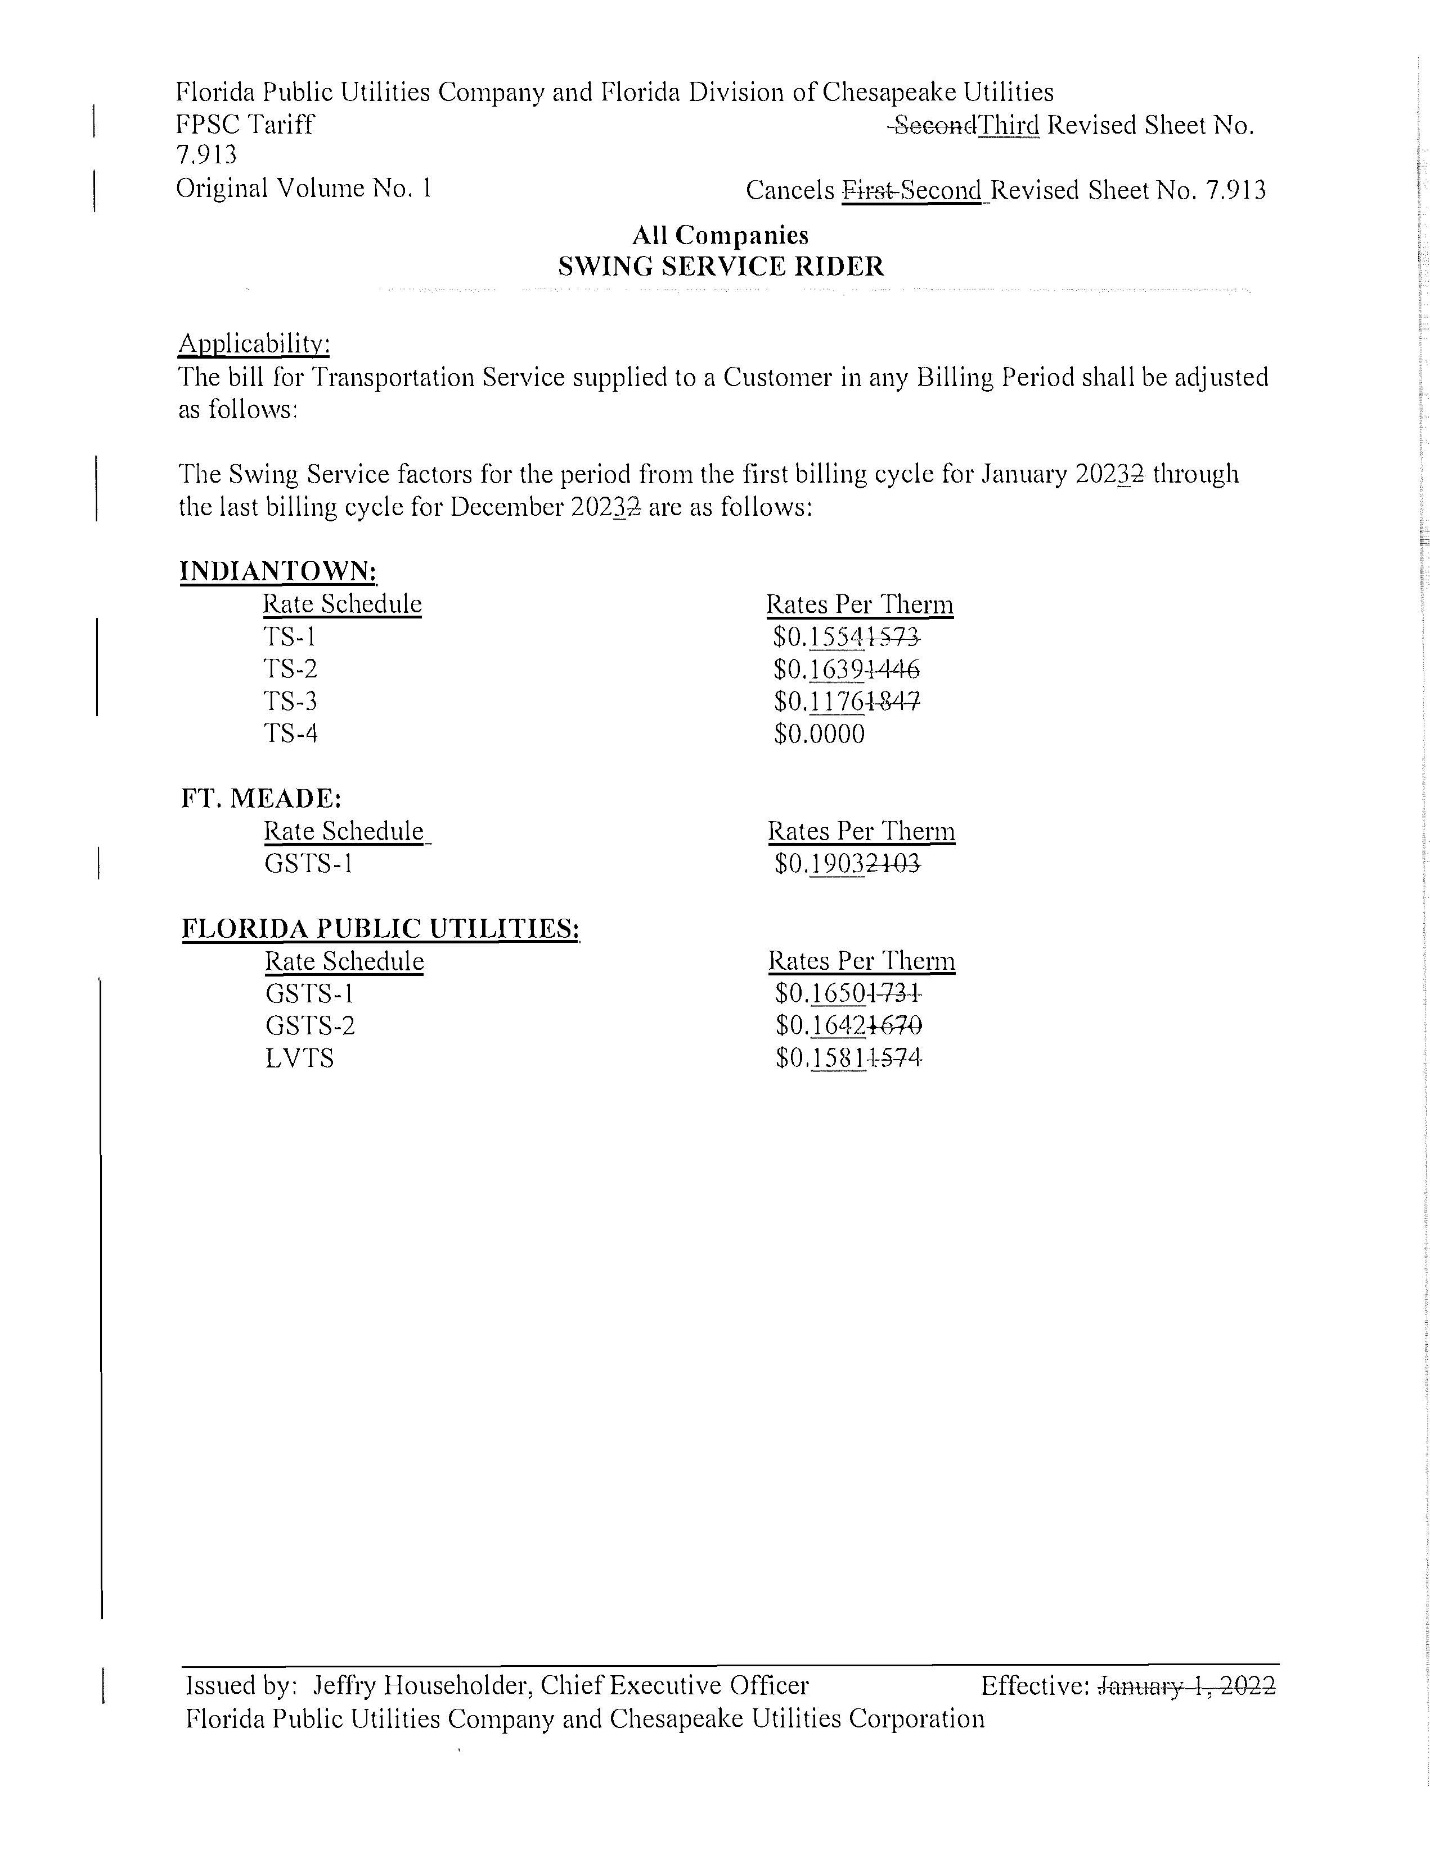 Florida Public Utilities Company and Florida Division of Chesapeake Utilities
FPSC Tariff SecondThird Revised Sheet No.
7.913
Original Volume No. 1 Cancels First Second Revised Sheet No. 7.913
All Companies
SWING SERVICE RIDER
Applicability:
The bill for Transportation Service supplied to a Customer in any Billing Period shall be adjusted
as follows:
The Swing Service factors for the period from the first billing cycle for January 20232 through
the last billing cycle for December 20232 are as follows:
INDIANTOWN:
Rate Schedule Rates Per Therm
TS-1 $0.15541573
TS-2 $0.16391446
TS-3 $0.11761847
TS-4 $0.0000
FT. MEADE:
Rate Schedule Rates Per Therm
GSTS-1 $0.19032103
FLORIDA PUBLIC UTILITIES:
Rate Schedule Rates Per Therm
GSTS-1 $0.16501731
GSTS-2 $0.16421670
LVTS $0.15811574
Issued by: Jeffry Householder, Chief Executive Officer Effective: January 1, 2022
Florida Public Utilities Company and Chesapeake Utilities Corporation